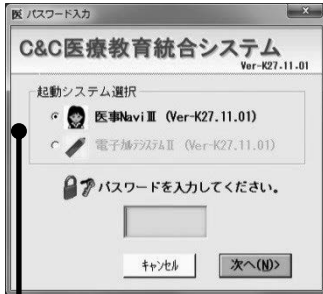 医 パスワード入力
C&C医療教育統合システム
Ver-K27.11.01
起動システム選択
医事NaviⅢ (Ver-K27.11.01)
電子ｶﾙﾃｼｽﾃﾑⅡ (Ver-K27.11.01)
パスワードを入力してください。
キャンセル
次へ(N)>